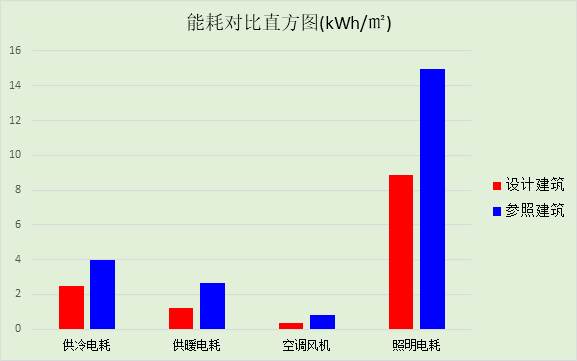 能耗对比直方图(kWh/㎡)
16
14
12
10
8
6
4
2
0
供冷电耗
供暖电耗
空调风机
照明电耗
设计建筑
参照建筑